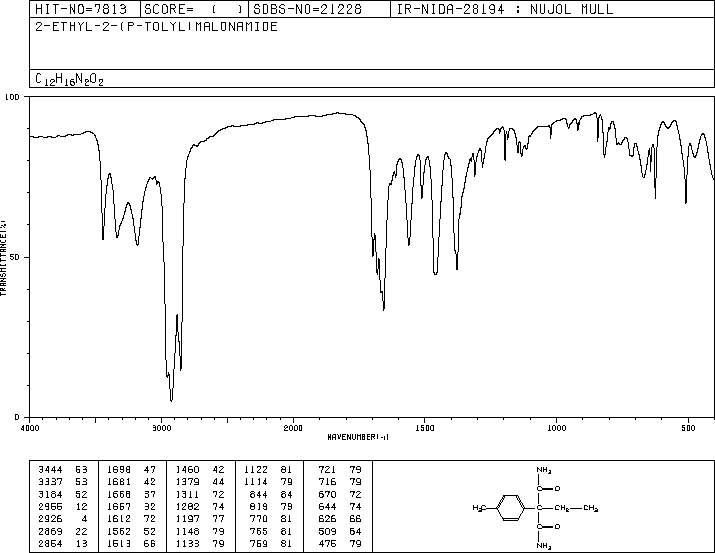 HIT-NO=7813 SCORE= ( ) SDBS-NO=21228 IR-NIDA-28194 : NUJOL MULL
2-ETHYL-2-(P-TOLYL)MALONAMIDE
C12H16N2O2
100
50
0
TRANSMITTANCE(%)
4000 3000 2000 1500 1000 500
WAVENUMBER(-1)
3444 53 1698 47 1460 42 1122 81 721 79
3337 53 1681 42 1379 44 1114 79 716 79
3184 52 1668 37 1311 72 844 84 670 72
2955 12 1657 32 1282 74 819 79 644 74
2926 4 1612 72 1197 77 770 81 626 66
2869 22 1562 52 1148 79 765 81 509 64
2854 13 1513 66 1133 79 759 81 475 79
NH2
C O
H3C C CH2 CH3
C O
NH2